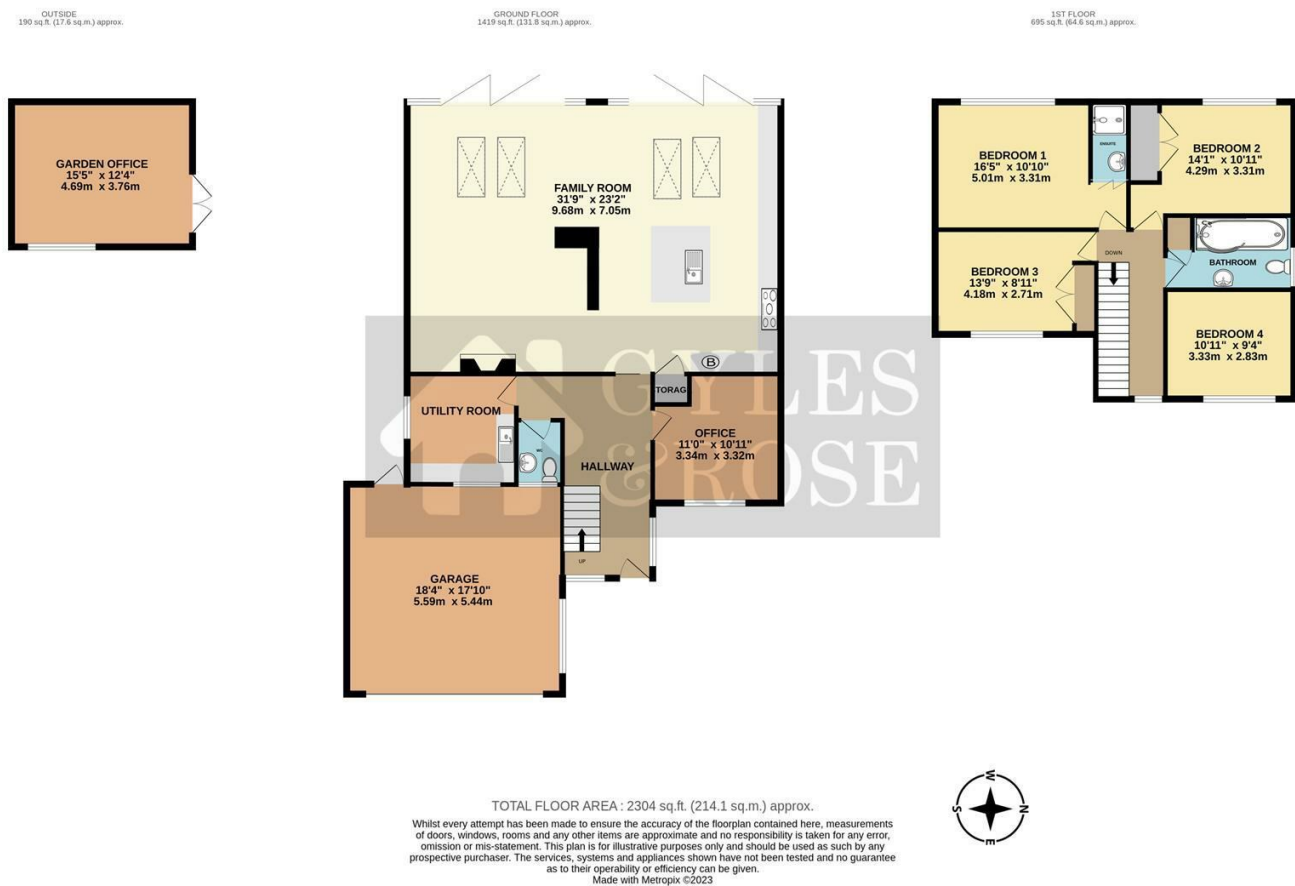 OUTSIDE
190 sq.ft. (17.6 sq.m.) approx.
GROUND FLOOR
1419 sq.ft. (131.8 sq.m.) approx.
1ST FLOOR
695 sq.ft. (64.6 sq.m.) approx.
GARDEN OFFICE
15'5" x 12'4"
4.69m x 3.76m
FAMILY ROOM
31'9" x 23'2"
9.68m x 7.05m
B
TORAG
UTILITY ROOM
WC
HALLWAY
OFFICE
11'0" x 10'11"
3.34m x 3.32m
UP
GARAGE
18'4" x 17'10"
5.59m x 5.44m
BEDROOM 1
16'5" x 10'10"
5.01m x 3.31m
ENSUITE
BEDROOM 2
14'1" x 10'11"
4.29m x 3.31m
BATHROOM
DOWN
BEDROOM 3
13'9" x 8'11"
4.18m x 2.71m
BEDROOM 4
10'11" x 9'4"
3.33m x 2.83m
GYLES
&ROSE
W
S
N
E
TOTAL FLOOR AREA : 2304 sq.ft. (214.1 sq.m.) approx.
Whilst every attempt has been made to ensure the accuracy of the floorplan contained here, measurements
of doors, windows, rooms and any other items are approximate and no responsibility is taken for any error,
omission or mis-statement. This plan is for illustrative purposes only and should be used as such by any
prospective purchaser. The services, systems and appliances shown have not been tested and no guarantee
as to their operability or efficiency can be given.
Made with Metropix ©2023